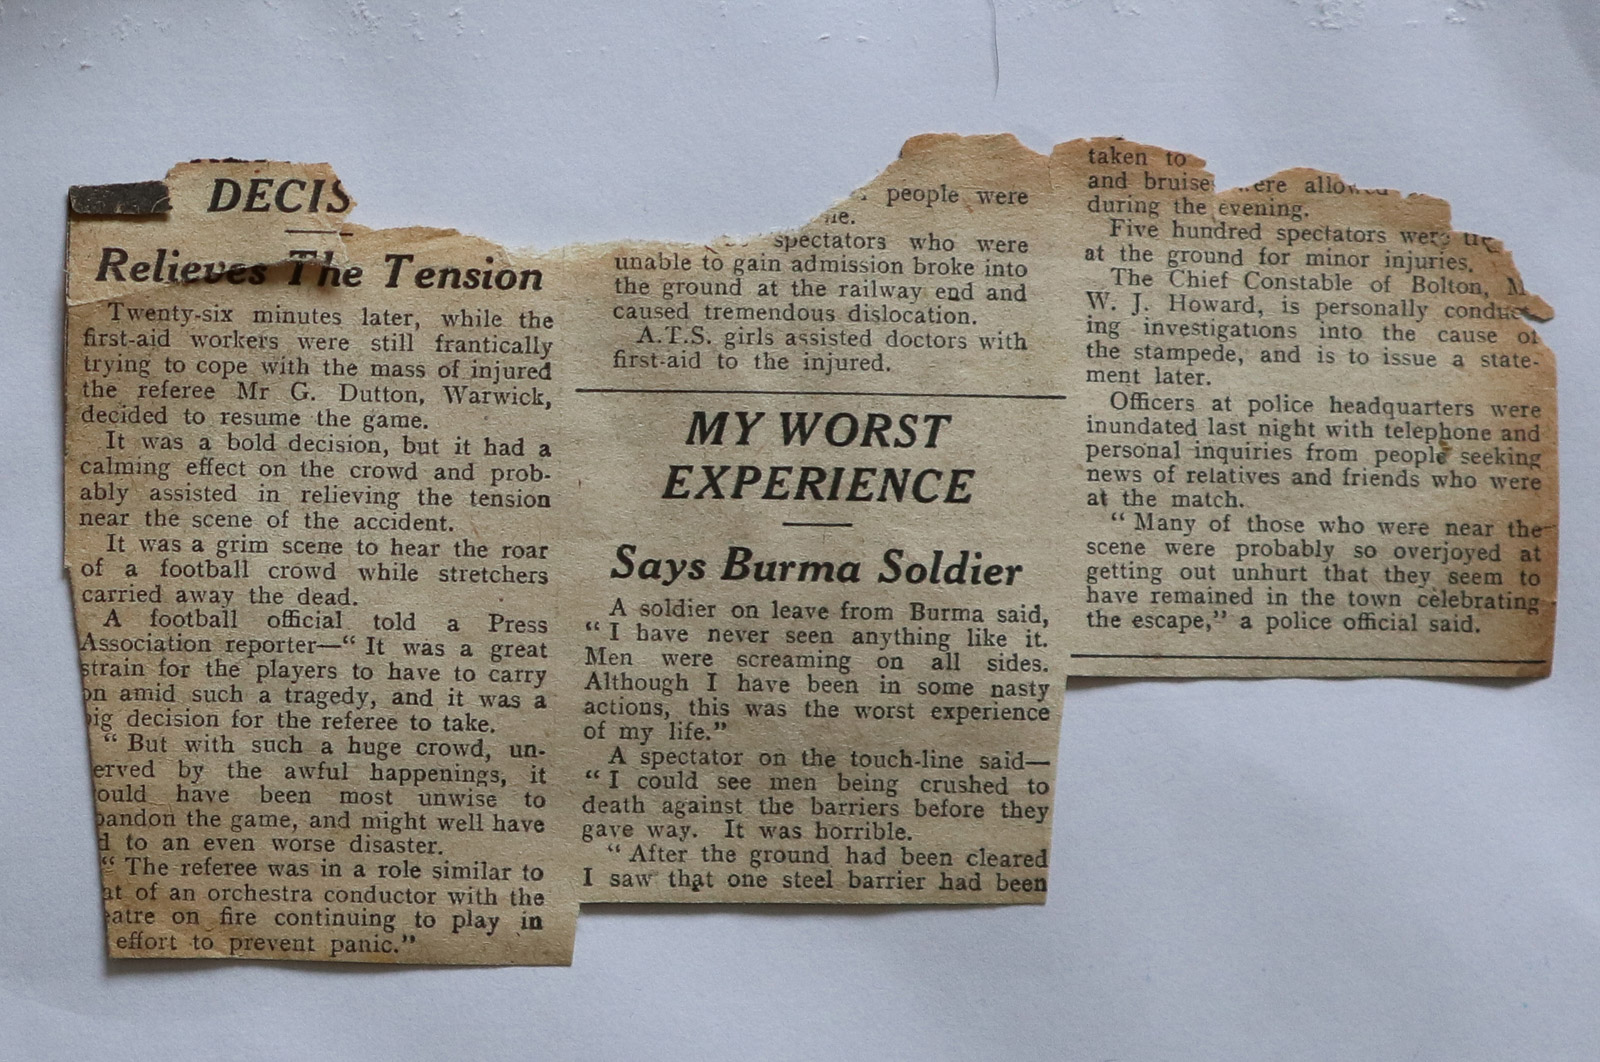 DECIS
Relieves The Tension
Twenty-six minutes later, while the
first-aid workers were still frantically
trying to cope with the mass of injured
the referee Mr G. Dutton, Warwick,
decided to resume the game.
It was a bold decision, but it had a
calming effect on the crowd and prob-
ably assisted in relieving the tension
near the scene of the accident.
It was a grim scene to hear the roar
of a football crowd while stretchers
carried away the dead.
A football official told a Press
Association reporter—“ It was a great
strain for the players to have to carry
on amid such a tragedy, and it was a
big decision for the referee to take.
“ But with such a huge crowd, un-
erved by the awful happenings, it
ould have been most unwise to
bandon the game, and might well have
d to an even worse disaster.
“ The referee was in a role similar to
at of an orchestra conductor with the
eatre on fire continuing to play in
effort to prevent panic.”
people were
ne.
spectators who were
unable to gain admission broke into
the ground at the railway end and
caused tremendous dislocation.
A.T.S. girls assisted doctors with
first-aid to the injured.
MY WORST
EXPERIENCE
Says Burma Soldier
A soldier on leave from Burma said,
“ I have never seen anything like it.
Men were screaming on all sides.
Although I have been in some nasty
actions, this was the worst experience
of my life.”
A spectator on the touch-line said—
“ I could see men being crushed to
death against the barriers before they
gave way. It was horrible.
“ After the ground had been cleared
I saw that one steel barrier had been
taken to
and bruise were allow
during the evening.
Five hundred spectators were
at the ground for minor injuries.
The Chief Constable of Bolton, M
W. J. Howard, is personally conduct-
ing investigations into the cause of
the stampede, and is to issue a state-
ment later.
Officers at police headquarters were
inundated last night with telephone and
personal inquiries from people seeking
news of relatives and friends who were
at the match.
“ Many of those who were near the
scene were probably so overjoyed at
getting out unhurt that they seem to
have remained in the town celebrating
the escape,” a police official said.